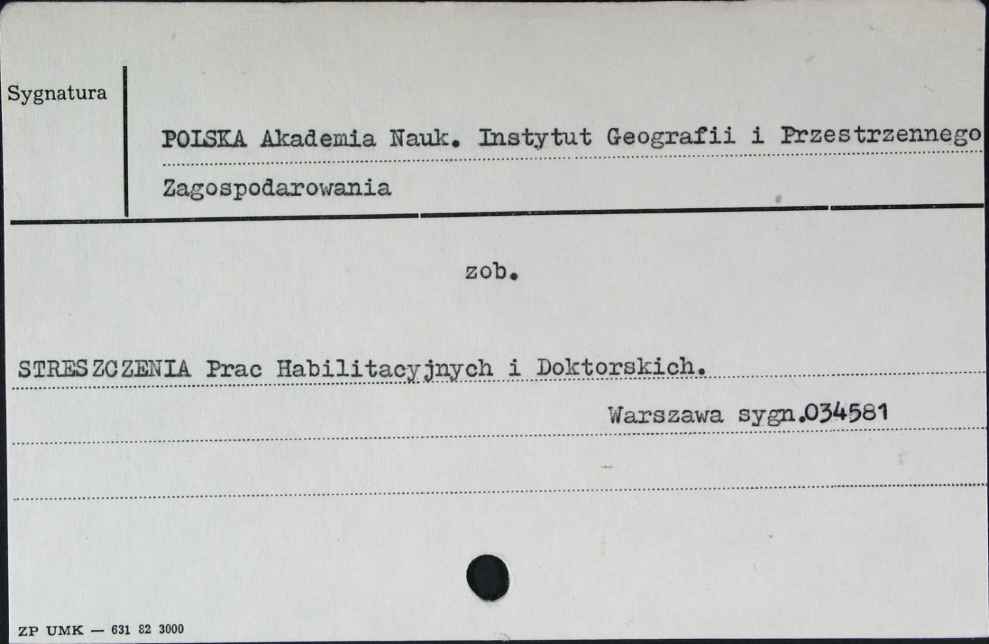 Sygnatura
POLSKA Akademia Nauk. Instytut Geografii i Przestrzennego
Zagospodarowania
zob.
STRESZCZENIA Prac Habilitacyjnych i Doktorskich.
Warszawa sygn.034581
ZP UMK — 631 82 3000